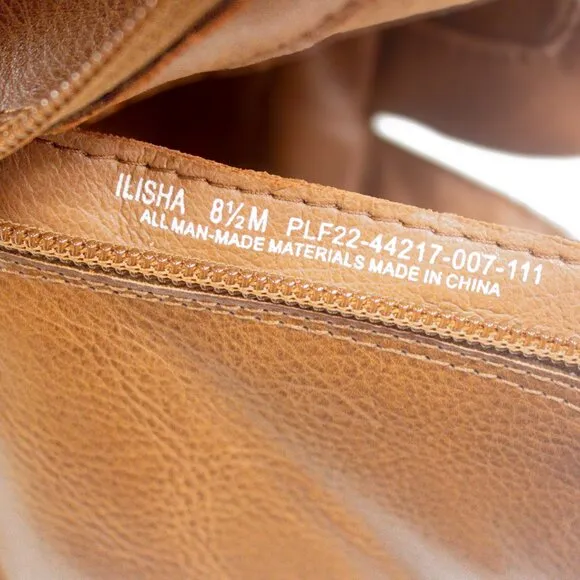 ILISHA 8½M PLF22-44217-007-111
ALL MAN-MADE MATERIALS MADE IN CHINA